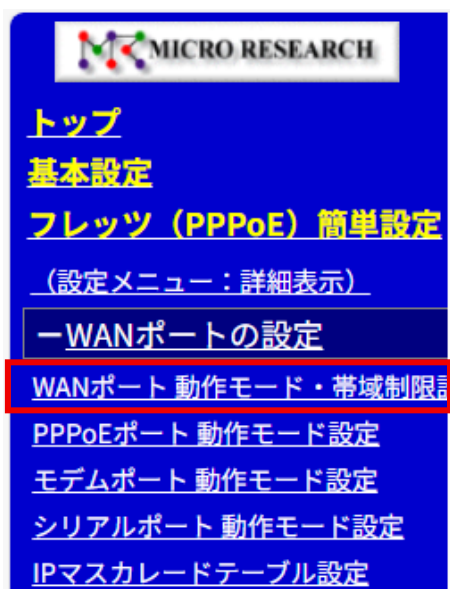 MICRO RESEARCH
トップ
基本設定
フレッツ（PPPoE）簡単設定
（設定メニュー：詳細表示）
ーWANポートの設定
WANポート 動作モード・帯域制限
PPPoEポート 動作モード設定
モデムポート 動作モード設定
シリアルポート 動作モード設定
IPマスカレードテーブル設定